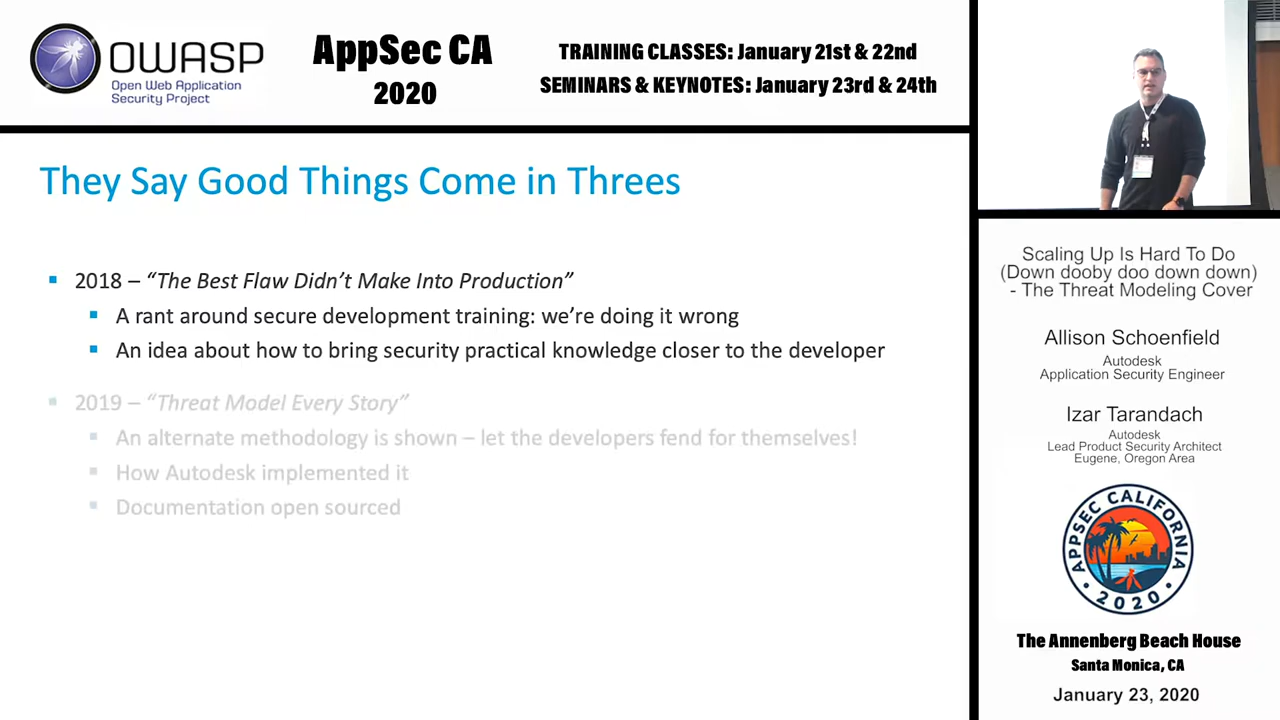 OWASP
Open Web Application
Security Project
AppSec CA
2020
TRAINING CLASSES: January 21st & 22nd
SEMINARS & KEYNOTES: January 23rd & 24th
They Say Good Things Come in Threes
2018 – “The Best Flaw Didn’t Make Into Production”
A rant around secure development training: we’re doing it wrong
An idea about how to bring security practical knowledge closer to the developer
2019 – “Threat Model Every Story”
An alternate methodology is shown – let the developers fend for themselves!
How Autodesk implemented it
Documentation open sourced
Scaling Up Is Hard To Do
(Down dooby doo down down)
- The Threat Modeling Cover
Allison Schoenfield
Autodesk
Application Security Engineer
Izar Tarandach
Autodesk
Lead Product Security Architect
Eugene, Oregon Area
APPSEC CALIFORNIA
• 2020 •
The Annenberg Beach House
Santa Monica, CA
January 23, 2020